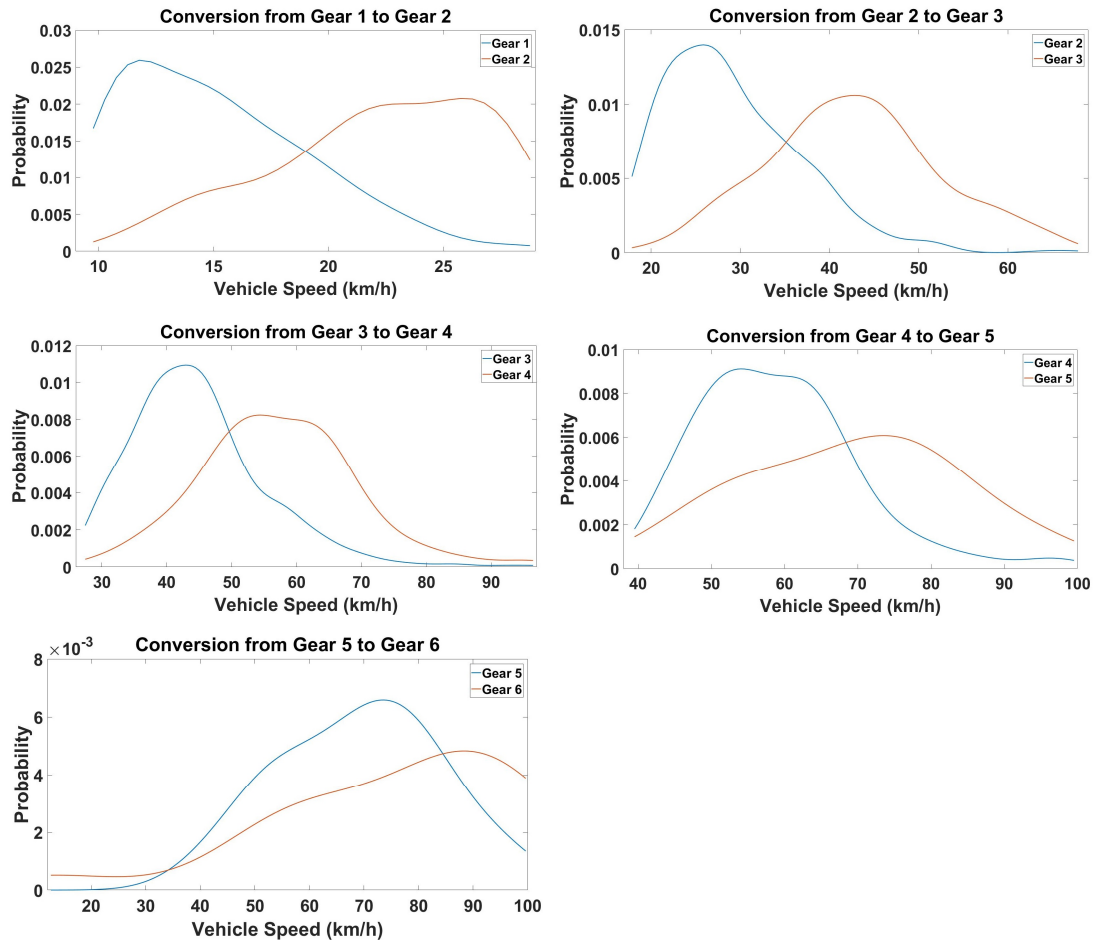 Conversion from Gear 1 to Gear 2
0.03
0.025
0.02
0.015
0.01
0.005
0
Probability
Gear 1
Gear 2
10 15 20 25
Vehicle Speed (km/h)
Conversion from Gear 2 to Gear 3
0.015
0.01
0.005
0
Probability
Gear 2
Gear 3
20 30 40 50 60
Vehicle Speed (km/h)
Conversion from Gear 3 to Gear 4
0.012
0.01
0.008
0.006
0.004
0.002
0
Probability
Gear 3
Gear 4
30 40 50 60 70 80 90
Vehicle Speed (km/h)
Conversion from Gear 4 to Gear 5
0.01
0.008
0.006
0.004
0.002
0
Probability
Gear 4
Gear 5
40 50 60 70 80 90 100
Vehicle Speed (km/h)
Conversion from Gear 5 to Gear 6
×10⁻³
8
6
4
2
0
Probability
Gear 5
Gear 6
20 30 40 50 60 70 80 90 100
Vehicle Speed (km/h)